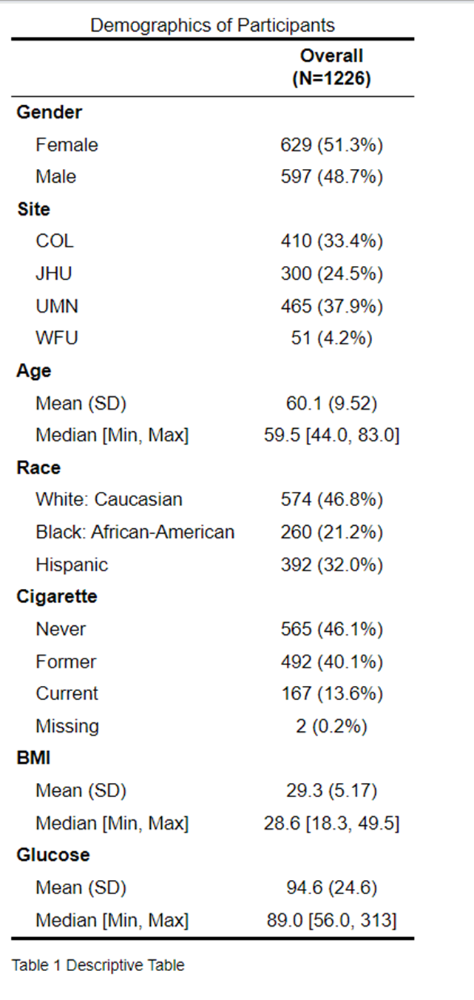 Demographics of Participants
Overall
(N=1226)
Gender
Female 629 (51.3%)
Male 597 (48.7%)
Site
COL 410 (33.4%)
JHU 300 (24.5%)
UMN 465 (37.9%)
WFU 51 (4.2%)
Age
Mean (SD) 60.1 (9.52)
Median [Min, Max] 59.5 [44.0, 83.0]
Race
White: Caucasian 574 (46.8%)
Black: African-American 260 (21.2%)
Hispanic 392 (32.0%)
Cigarette
Never 565 (46.1%)
Former 492 (40.1%)
Current 167 (13.6%)
Missing 2 (0.2%)
BMI
Mean (SD) 29.3 (5.17)
Median [Min, Max] 28.6 [18.3, 49.5]
Glucose
Mean (SD) 94.6 (24.6)
Median [Min, Max] 89.0 [56.0, 313]
Table 1 Descriptive Table